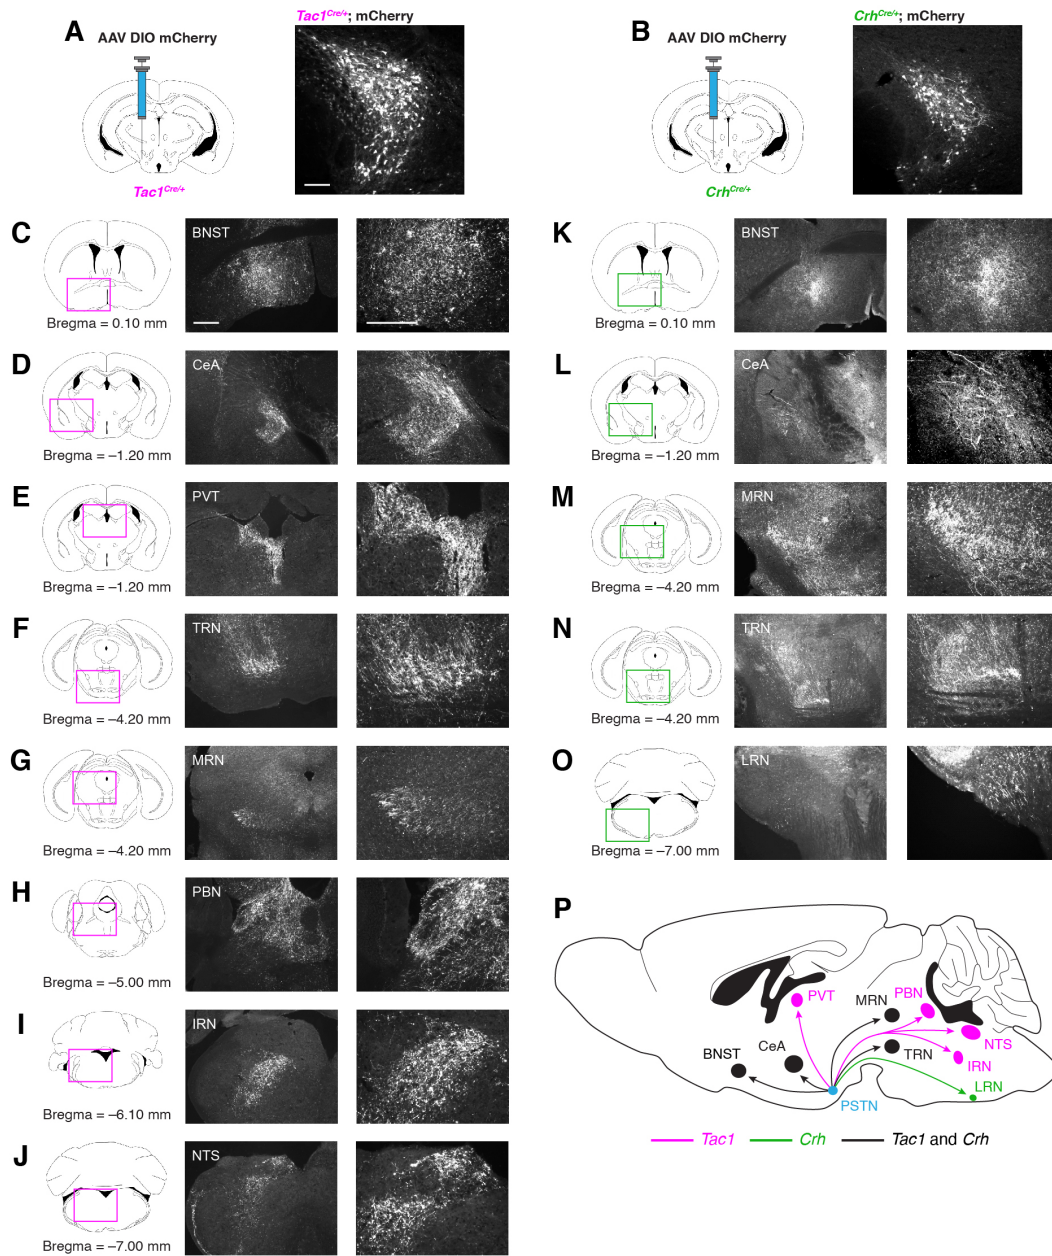 A
AAV DIO mCherry
Tac1Cre/+
Tac1Cre/+; mCherry
B
AAV DIO mCherry
CrhCre/+
CrhCre/+; mCherry
C
Bregma = 0.10 mm
BNST
D
Bregma = –1.20 mm
CeA
E
Bregma = –1.20 mm
PVT
F
Bregma = –4.20 mm
TRN
G
Bregma = –4.20 mm
MRN
H
Bregma = –5.00 mm
PBN
I
Bregma = –6.10 mm
IRN
J
Bregma = –7.00 mm
NTS
K
Bregma = 0.10 mm
BNST
L
Bregma = –1.20 mm
CeA
M
Bregma = –4.20 mm
MRN
N
Bregma = –4.20 mm
TRN
O
Bregma = –7.00 mm
LRN
P
PVT
MRN
PBN
NTS
BNST
CeA
TRN
IRN
LRN
PSTN
Tac1
Crh
Tac1 and Crh